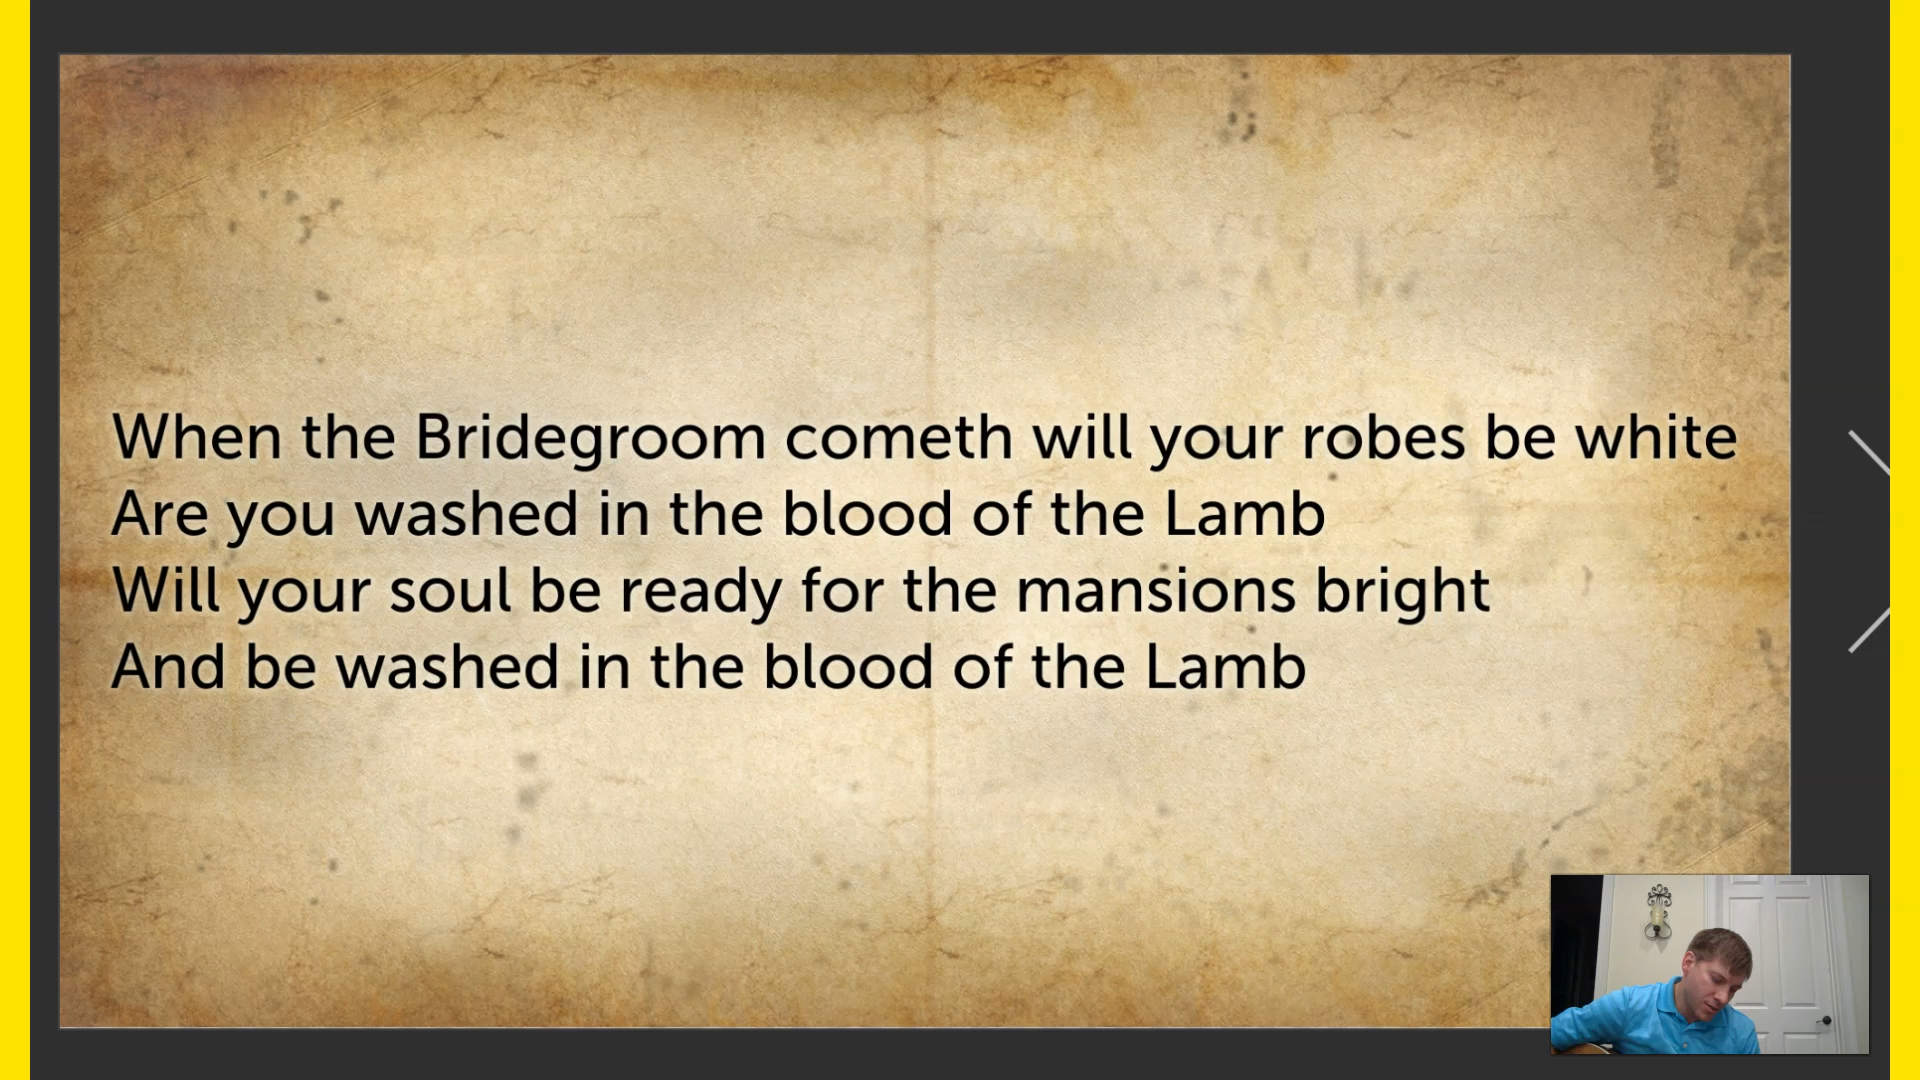 When the Bridegroom cometh will your robes be white
Are you washed in the blood of the Lamb
Will your soul be ready for the mansions bright
And be washed in the blood of the Lamb